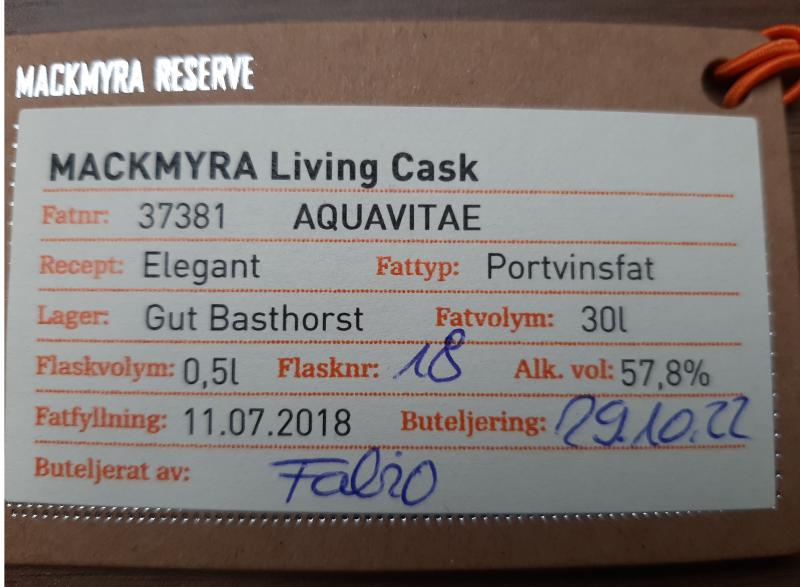 MACKMYRA RESERVE
MACKMYRA Living Cask
Fatnr: 37381 AQUAVITAE
Recept: Elegant Fattyp: Portvinsfat
Lager: Gut Basthorst Fatvolym: 30l
Flaskvolym: 0,5l Flasknr: 18 Alk. vol: 57,8%
Fatfyllning: 11.07.2018 Buteljering: 29.10.22
Buteljerat av: Fabio